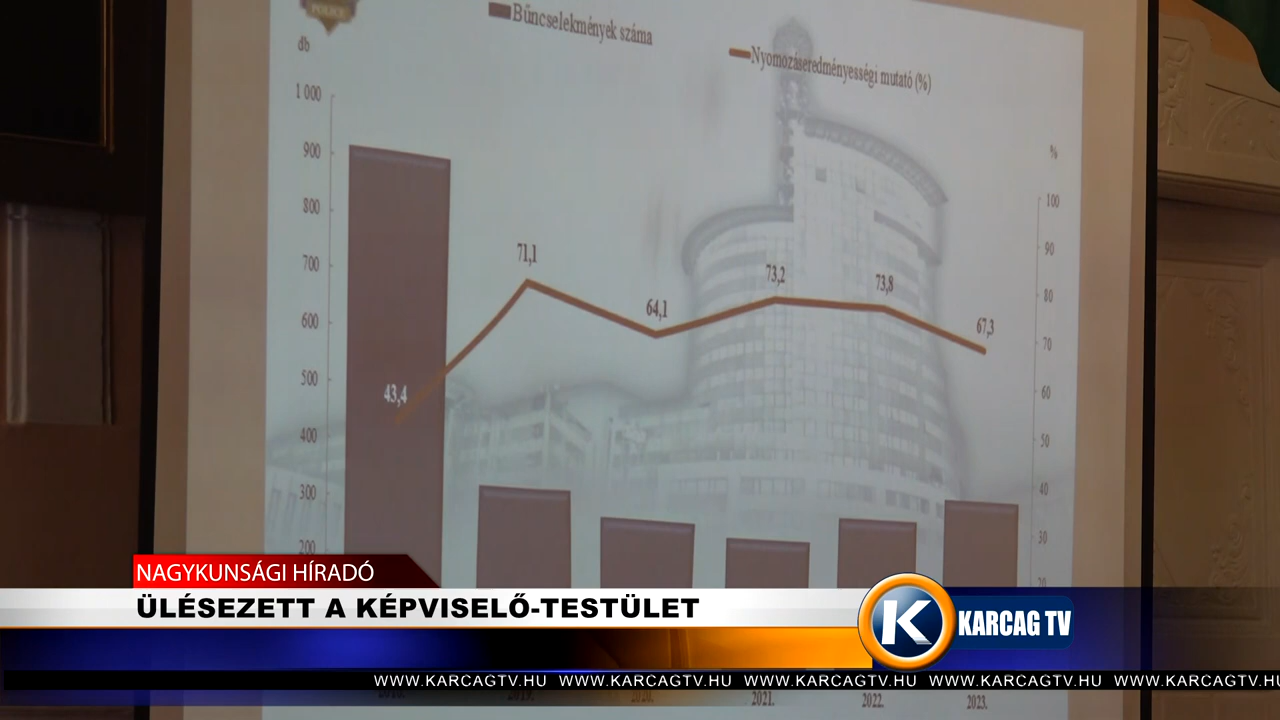 POLICE
Bűncselekmények száma
Nyomozáseredményességi mutató (%)
db
1 000
900
800
700
600
500
400
300
200
%
100
90
80
70
60
50
40
30
20
43,4
71,1
64,1
73,2
73,8
67,3
NAGYKUNSÁGI HÍRADÓ
ÜLÉSEZETT A KÉPVISELŐ-TESTÜLET
K KARCAG TV
WWW.KARCAGTV.HU WWW.KARCAGTV.HU WWW.KARCAGTV.HU WWW.KARCAGTV.HU WWW.KARCAGTV.HU
2019. 2020. 2021. 2022. 2023.